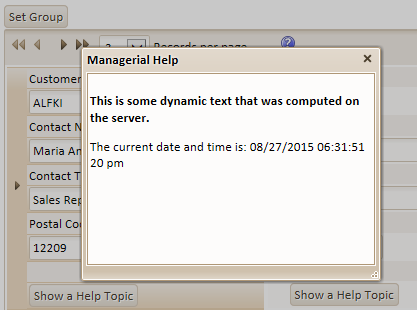 Set Group
Records per page
Managerial Help
This is some dynamic text that was computed on
the server.
The current date and time is: 08/27/2015 06:31:51
20 pm
Customer
ALFKI
Contact N
Maria An
Contact T
Sales Rep
Postal Co
12209
Show a Help Topic
Show a Help Topic